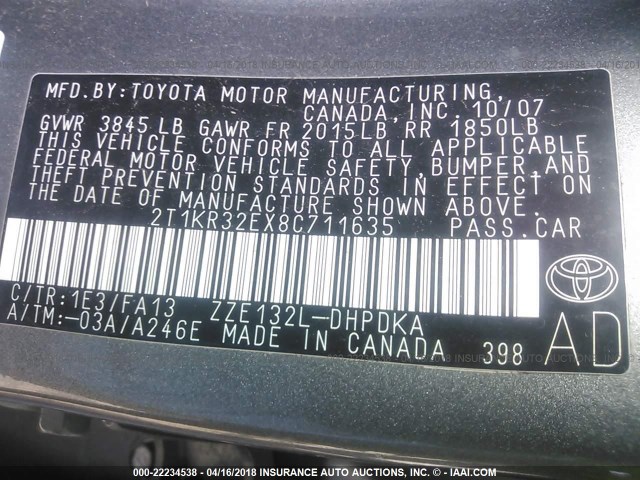 MFD.BY:TOYOTA MOTOR MANUFACTURING,
CANADA,INC. 10/07
GVWR 3845 LB GAWR FR 2015LB RR 1850LB
THIS VEHICLE CONFORMS TO ALL APPLICABLE
FEDERAL MOTOR VEHICLE SAFETY,BUMPER,AND
THEFT PREVENTION STANDARDS IN EFFECT ON
THE DATE OF MANUFACTURE SHOWN ABOVE.
2T1KR32EX8C711635 PASS.CAR
C/TR:1E3/FA13 ZZE132L-DHPDKA
A/TM:-03A/A246E MADE IN CANADA 398 AD
000-22234538 - 04/16/2018 INSURANCE AUTO AUCTIONS - © - IAAI.COM